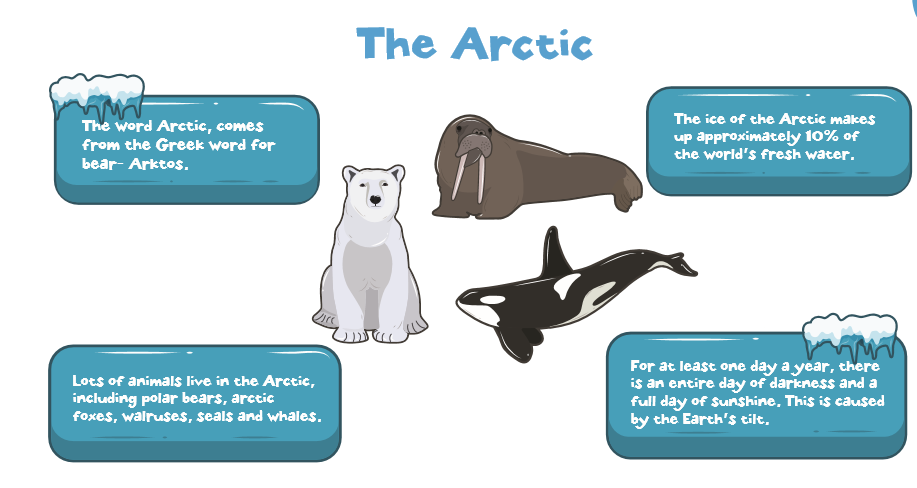 The Arctic
The word Arctic, comes
from the Greek word for
bear- Arktos.
The ice of the Arctic makes
up approximately 10% of
the world's fresh water.
Lots of animals live in the Arctic,
including polar bears, arctic
foxes, walruses, seals and whales.
For at least one day a year, there
is an entire day of darkness and a
full day of sunshine. This is caused
by the Earth's tilt.